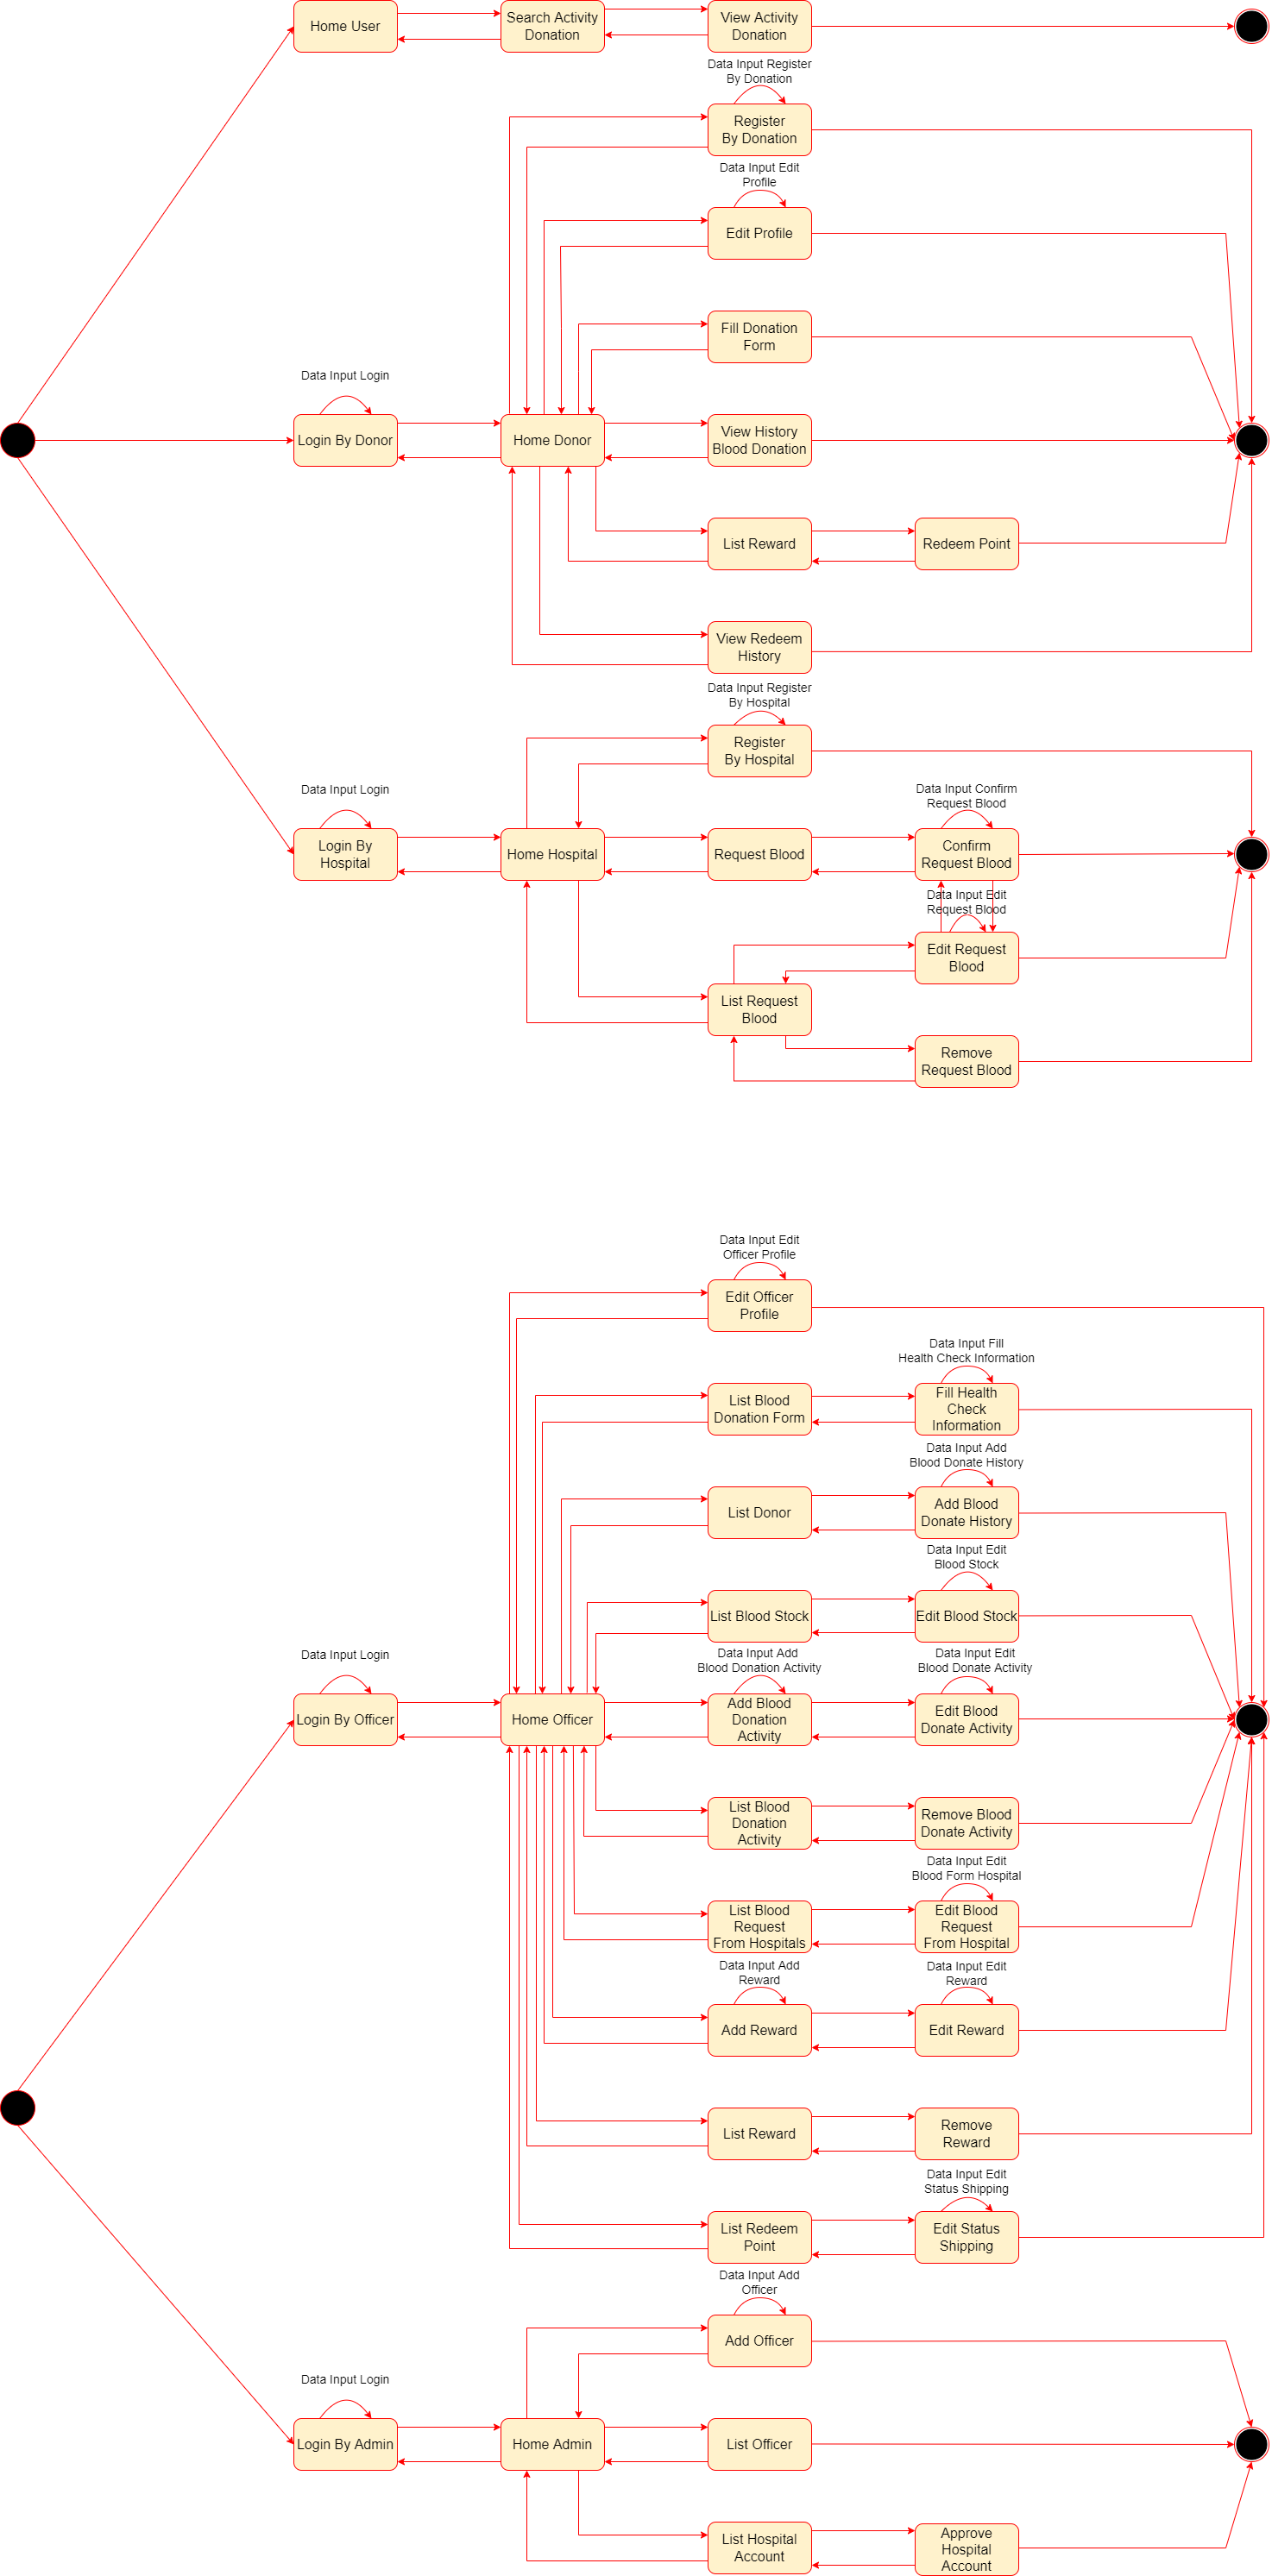 Home User
Search Activity
Donation
View Activity
Donation
Data Input Register
By Donation
Register
By Donation
Data Input Edit
Profile
Edit Profile
Fill Donation
Form
Data Input Login
Login By Donor
Home Donor
View History
Blood Donation
List Reward
Redeem Point
View Redeem
History
Data Input Register
By Hospital
Register
By Hospital
Data Input Login
Data Input Confirm
Request Blood
Login By
Hospital
Home Hospital
Request Blood
Confirm
Request Blood
Data Input Edit
Request Blood
Edit Request
Blood
List Request
Blood
Remove
Request Blood
Data Input Edit
Officer Profile
Edit Officer
Profile
Data Input Fill
Health Check Information
List Blood
Donation Form
Fill Health
Check
Information
Data Input Add
Blood Donate History
List Donor
Add Blood
Donate History
Data Input Edit
Blood Stock
List Blood Stock
Edit Blood Stock
Data Input Login
Data Input Add
Blood Donation Activity
Data Input Edit
Blood Donate Activity
Login By Officer
Home Officer
Add Blood
Donation
Activity
Edit Blood
Donate Activity
List Blood
Donation
Activity
Remove Blood
Donate Activity
Data Input Edit
Blood Form Hospital
List Blood
Request
From Hospitals
Edit Blood
Request
From Hospital
Data Input Add
Reward
Data Input Edit
Reward
Add Reward
Edit Reward
List Reward
Remove
Reward
Data Input Edit
Status Shipping
List Redeem
Point
Edit Status
Shipping
Data Input Add
Officer
Add Officer
Data Input Login
Login By Admin
Home Admin
List Officer
List Hospital
Account
Approve
Hospital
Account